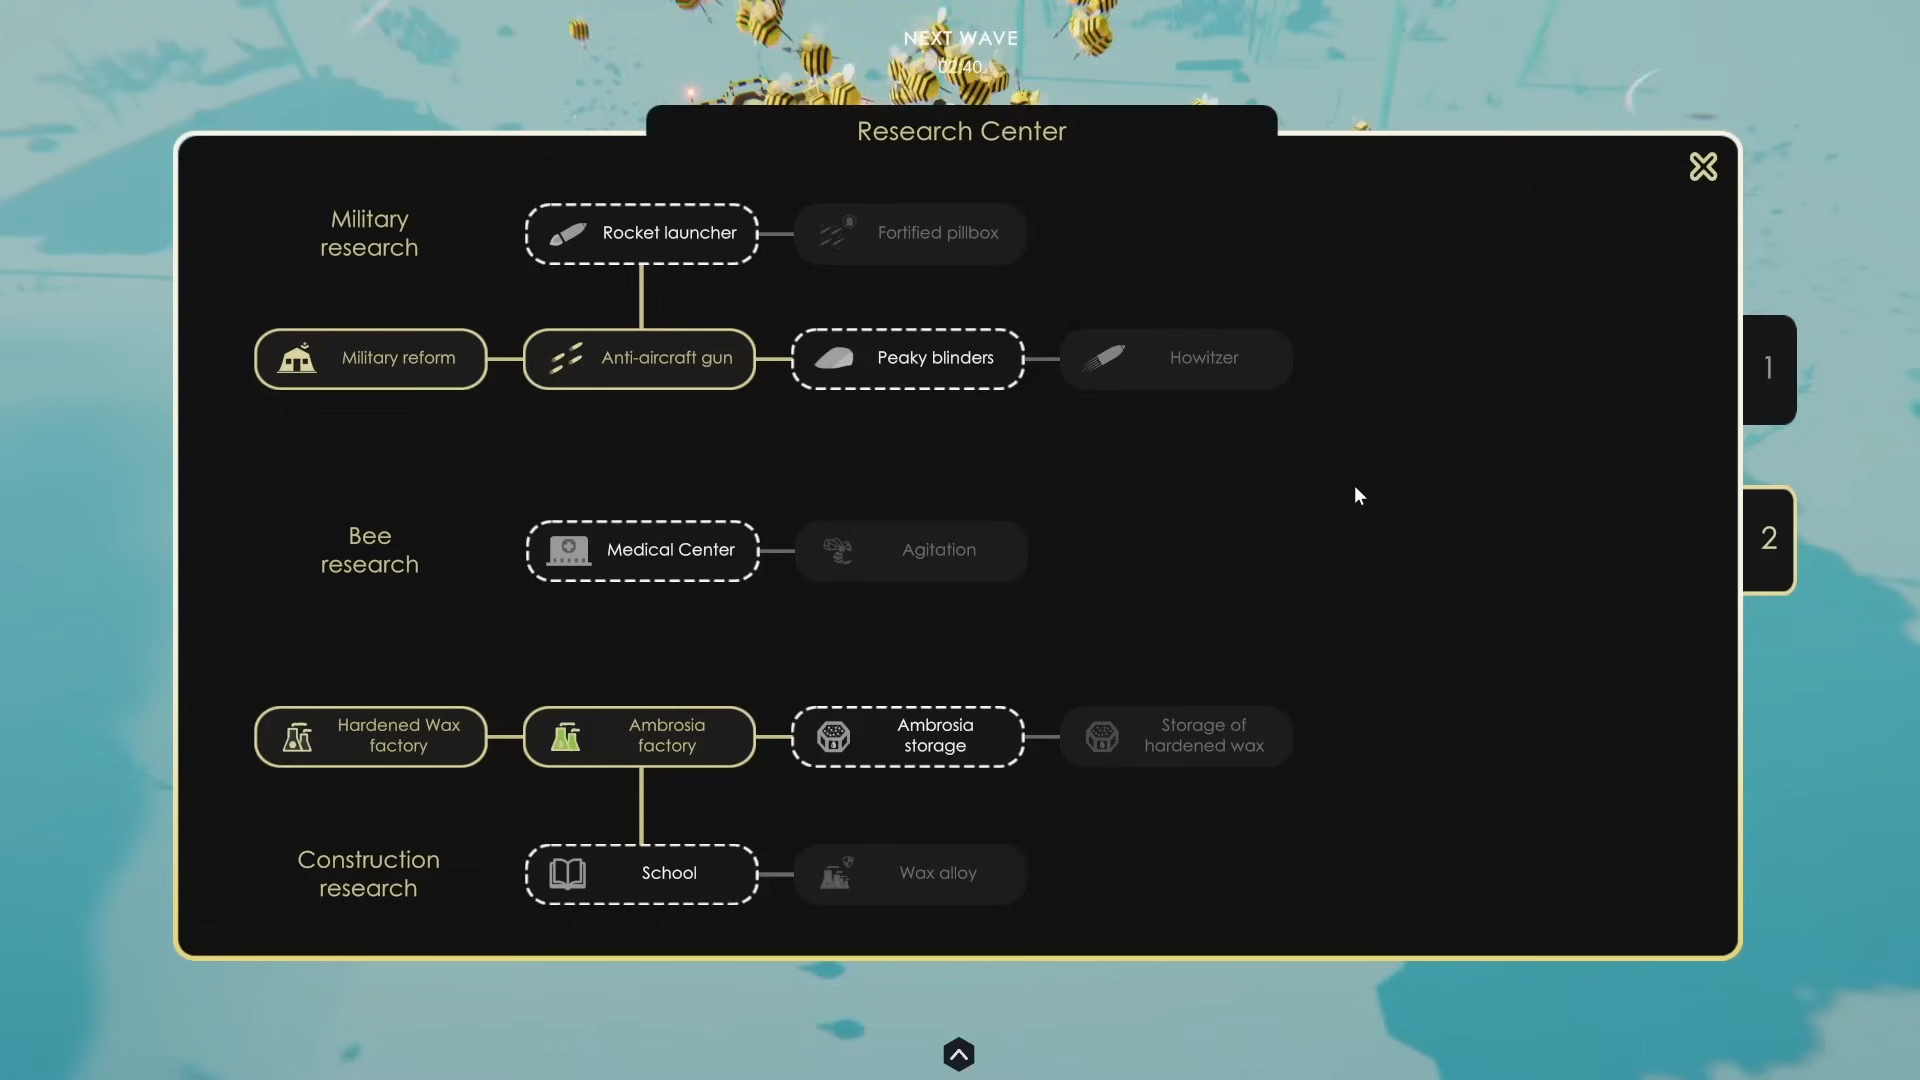 NEXT WAVE
02:40
Research Center
Military
research
Rocket launcher
Fortified pillbox
Military reform
Anti-aircraft gun
Peaky blinders
Howitzer
1
Bee
research
Medical Center
Agitation
2
Hardened Wax
factory
Ambrosia
factory
Ambrosia
storage
Storage of
hardened wax
Construction
research
School
Wax alloy